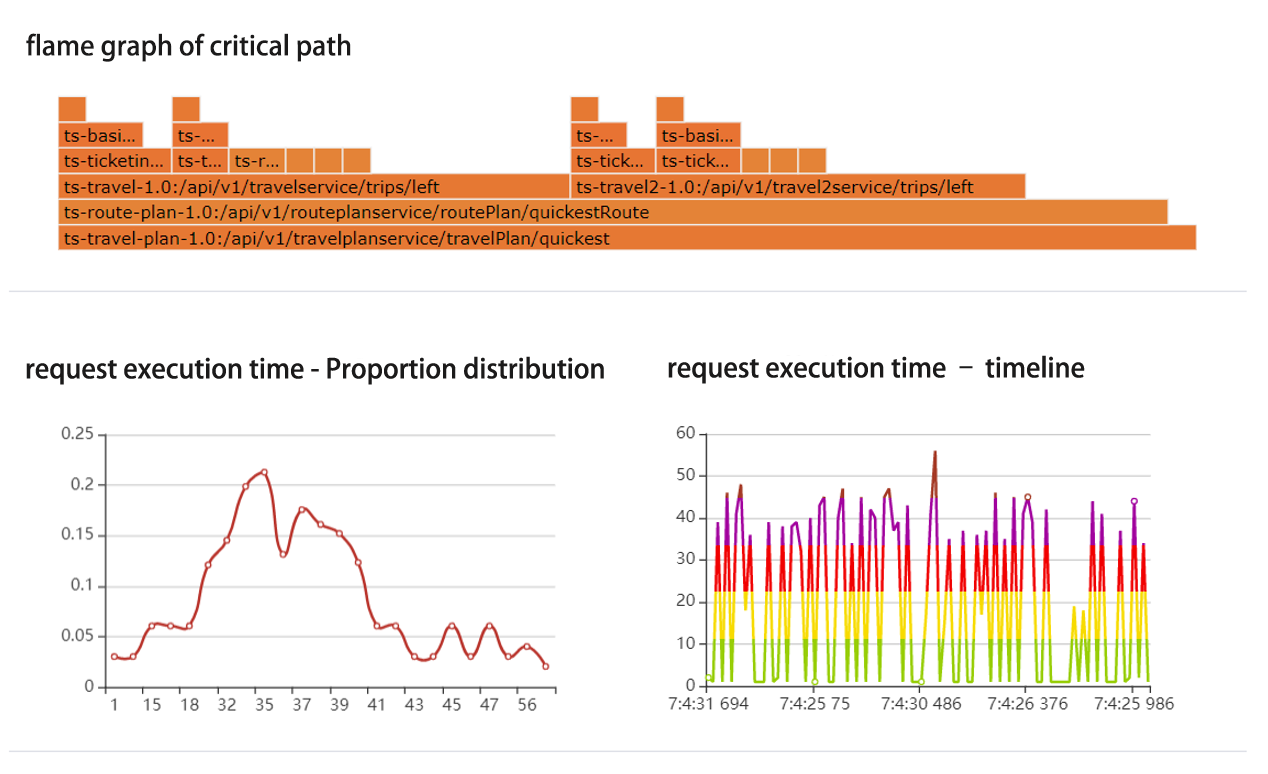 flame graph of critical path
ts-basi... ts-... ts-... ts-basi...
ts-ticketin... ts-t... ts-r... ts-tick... ts-tick...
ts-travel-1.0:/api/v1/travelservice/trips/left ts-travel2-1.0:/api/v1/travel2service/trips/left
ts-route-plan-1.0:/api/v1/routeplanservice/routePlan/quickestRoute
ts-travel-plan-1.0:/api/v1/travelplanservice/travelPlan/quickest
request execution time - Proportion distribution
0.25
0.2
0.15
0.1
0.05
0
1 15 18 32 35 37 39 41 43 45 47 56
request execution time – timeline
60
50
40
30
20
10
0
7:4:31 694 7:4:25 75 7:4:30 486 7:4:26 376 7:4:25 986